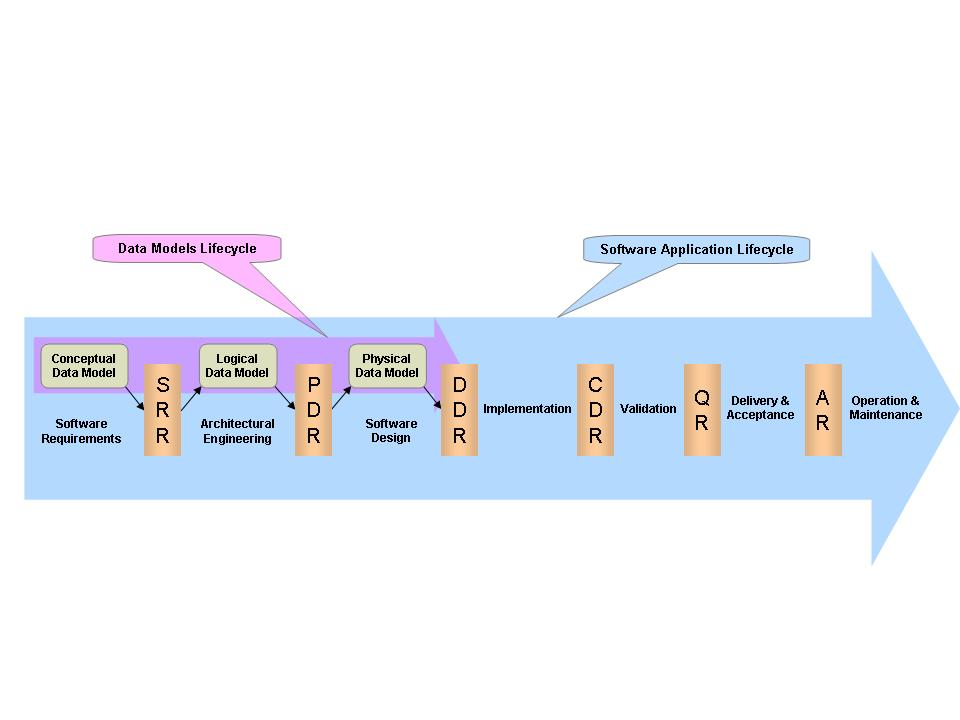 Data Models Lifecycle
Software Application Lifecycle
Conceptual
Data Model
Software
Requirements
S
R
R
Logical
Data Model
Architectural
Engineering
P
D
R
Physical
Data Model
Software
Design
D
D
R
Implementation
C
D
R
Validation
Q
R
Delivery &
Acceptance
A
R
Operation &
Maintenance